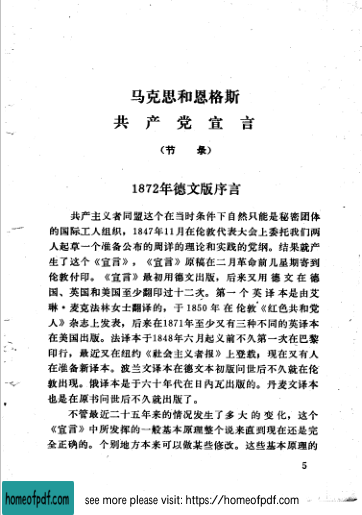 马克思和恩格斯
共产党宣言
（节录）
1872年德文版序言
共产主义者同盟这个在当时条件下自然只能是秘密团体
的国际工人组织，1847年11月在伦敦代表大会上委托我们两
人起草一个准备公布的周详的理论和实践的党纲。结果就产
生了这个《宣言》，《宣言》原稿在二月革命前几星期寄到
伦敦付印。《宣言》最初用德文出版，后来又用德文在德
国、英国和美国至少翻印过十二次。第一个英译本是由艾
琳·麦克法林女士翻译的，于1850年在伦敦《红色共和党
人》杂志上发表，后来在1871年至少又有三种不同的英译本
在美国出版。法译本于1848年六月起义前不久第一次在巴黎
印行，最近又在纽约《社会主义者报》上登载；现在又有人
在准备新译本。波兰文译本在德文本初版问世后不久就在伦
敦出现。俄译本是于六十年代在日内瓦出版的。丹麦文译本
也是在原书问世后不久就出版了。
不管最近二十五年来的情况发生了多大的变化，这个
《宣言》中所发挥的一般基本原理整个说来直到现在还是完
全正确的。个别地方本来可以做某些修改。这些基本原理的
5
homeofpdf.com
see more please visit: https://homeofpdf.com
homeofpdf.com